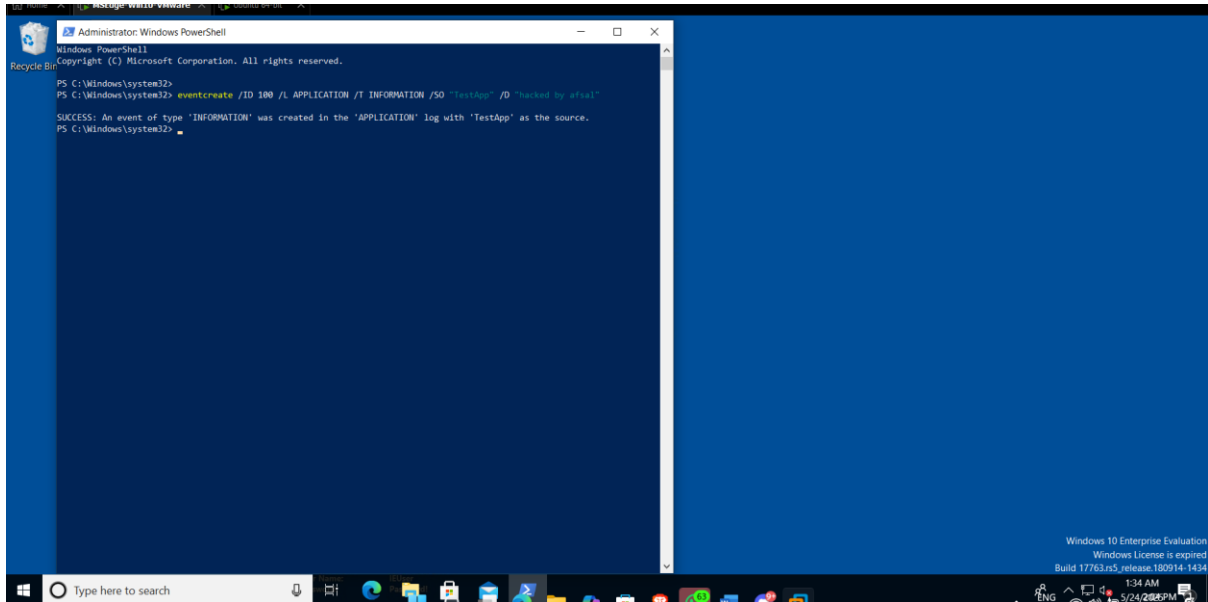 Home
MSEdge-Win10-VMware
Ubuntu 64-bit
Administrator: Windows PowerShell
Recycle Bin
Windows PowerShell
Copyright (C) Microsoft Corporation. All rights reserved.
PS C:\Windows\system32>
PS C:\Windows\system32> eventcreate /ID 100 /L APPLICATION /T INFORMATION /SO "TestApp" /D "hacked by afsal"
SUCCESS: An event of type 'INFORMATION' was created in the 'APPLICATION' log with 'TestApp' as the source.
PS C:\Windows\system32>
Windows 10 Enterprise Evaluation
Windows License is expired
Build 17763.rs5_release.180914-1434
Type here to search
63
ENG
1:34 AM